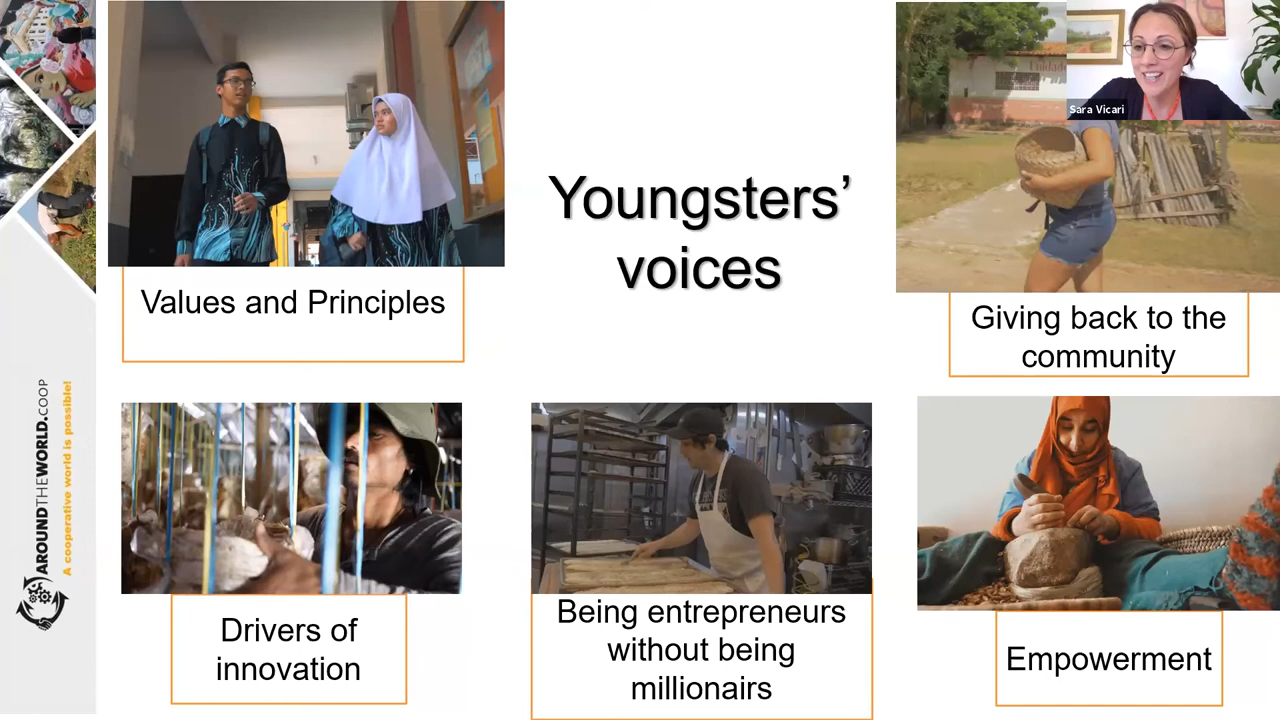 Youngsters’
voices
Sara Vicari
Values and Principles
Giving back to the
community
Drivers of
innovation
Being entrepreneurs
without being
millionairs
Empowerment
AROUNDTHEWORLD.COOP
A cooperative world is possible!